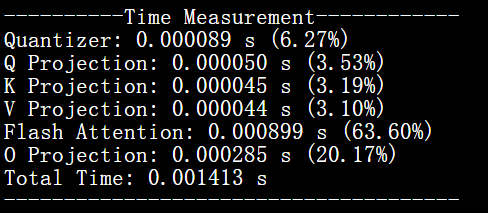 ----------Time Measurement------------
Quantizer: 0.000089 s (6.27%)
Q Projection: 0.000050 s (3.53%)
K Projection: 0.000045 s (3.19%)
V Projection: 0.000044 s (3.10%)
Flash Attention: 0.000899 s (63.60%)
O Projection: 0.000285 s (20.17%)
Total Time: 0.001413 s
--------------------------------------